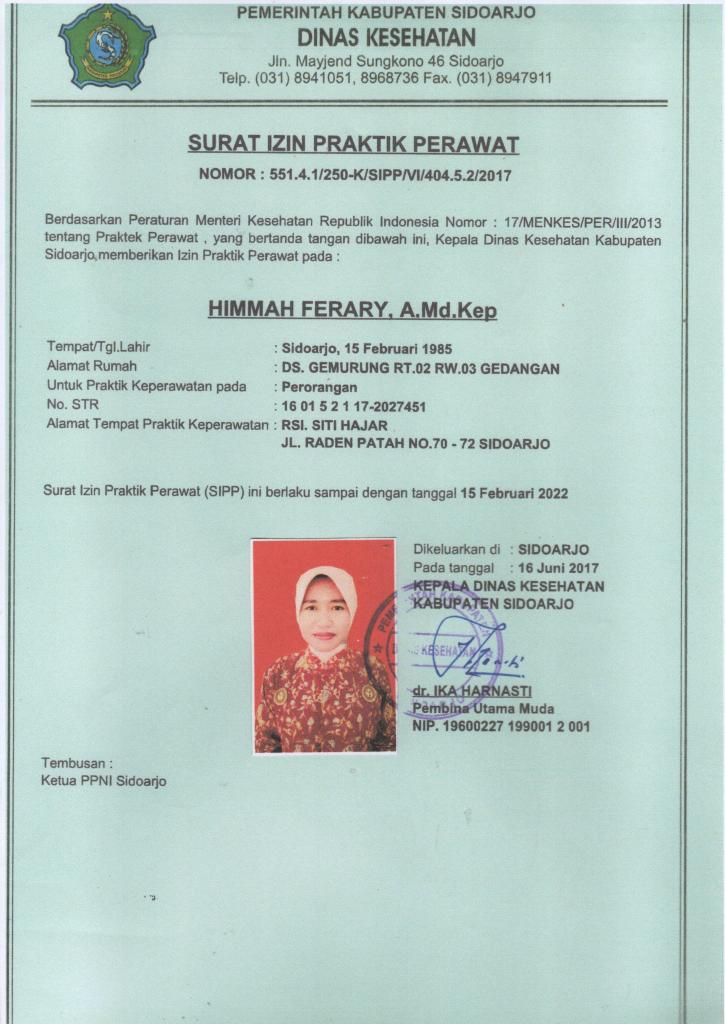 PEMERINTAH KABUPATEN SIDOARJO
DINAS KESEHATAN
Jln. Mayjend Sungkono 46 Sidoarjo
Telp. (031) 8941051, 8968736 Fax. (031) 8947911
SURAT IZIN PRAKTIK PERAWAT
NOMOR : 551.4.1/250-K/SIPP/VI/404.5.2/2017
Berdasarkan Peraturan Menteri Kesehatan Republik Indonesia Nomor : 17/MENKES/PER/III/2013
tentang Praktek Perawat , yang bertanda tangan dibawah ini, Kepala Dinas Kesehatan Kabupaten
Sidoarjo,memberikan Izin Praktik Perawat pada :
HIMMAH FERARY, A.Md.Kep
Tempat/Tgl.Lahir : Sidoarjo, 15 Februari 1985
Alamat Rumah : DS. GEMURUNG RT.02 RW.03 GEDANGAN
Untuk Praktik Keperawatan pada : Perorangan
No. STR : 16 01 5 2 1 17-2027451
Alamat Tempat Praktik Keperawatan : RSI. SITI HAJAR
JL. RADEN PATAH NO.70 - 72 SIDOARJO
Surat Izin Praktik Perawat (SIPP) ini berlaku sampai dengan tanggal 15 Februari 2022
Dikeluarkan di : SIDOARJO
Pada tanggal : 16 Juni 2017
KEPALA DINAS KESEHATAN
KABUPATEN SIDOARJO
dr. IKA HARNASTI
Pembina Utama Muda
NIP. 19600227 199001 2 001
Tembusan :
Ketua PPNI Sidoarjo